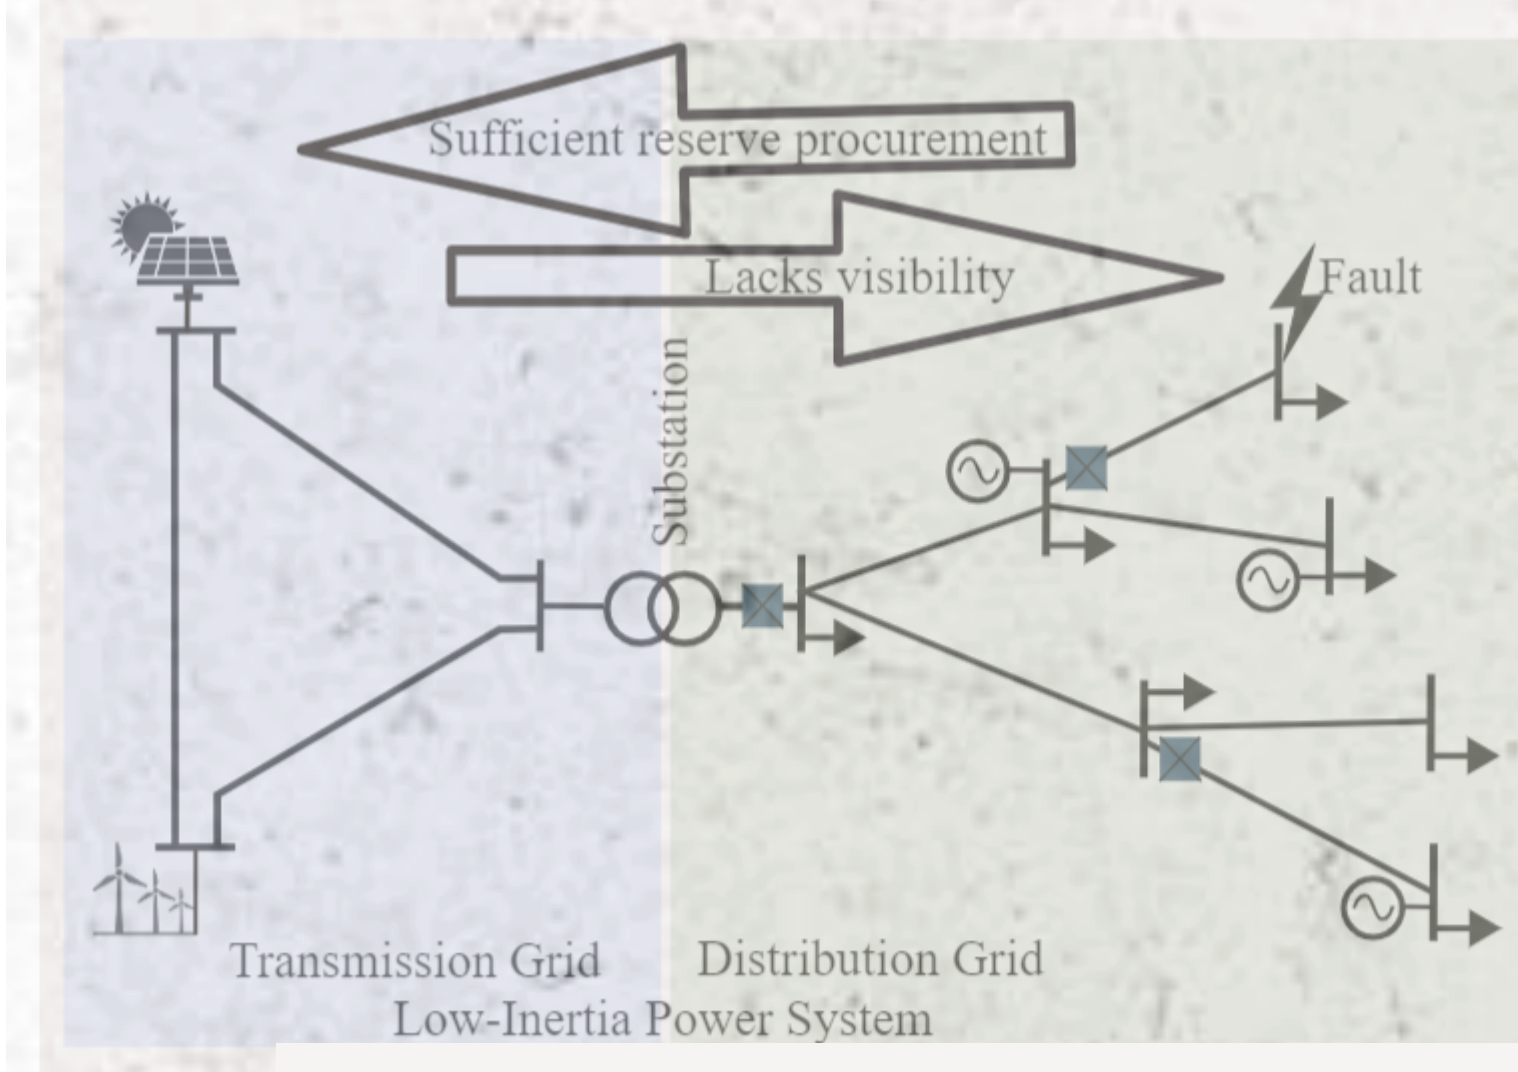 Sufficient reserve procurement
Lacks visibility
Fault
Substation
Transmission Grid
Distribution Grid
Low-Inertia Power System